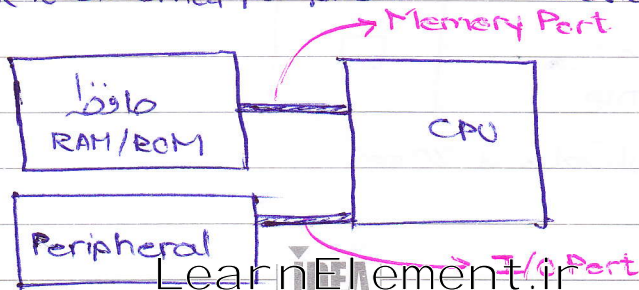 Memory Port
حافظه
RAM/ROM
CPU
Peripheral
I/O Port
LearnElement.ir